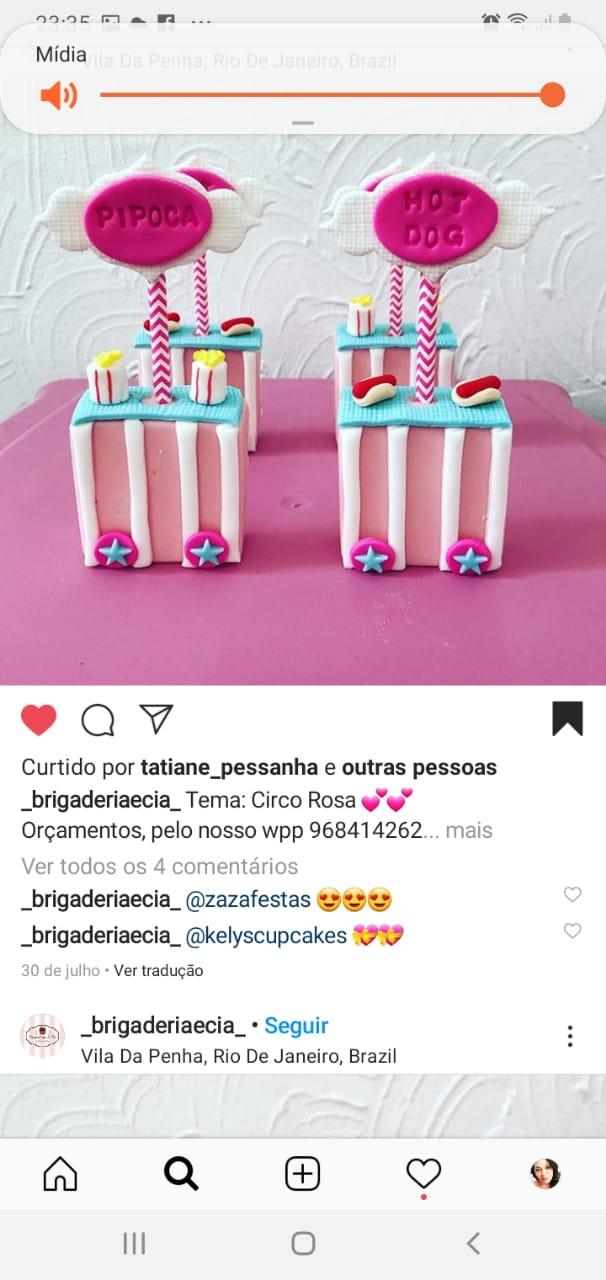 23:35
Mídia
Vila Da Penha, Rio De Janeiro, Brazil
PIPOCA
HOT
DOG
Curtido por tatiane_pessanha e outras pessoas
_brigaderiaecia_ Tema: Circo Rosa 💕💕
Orçamentos, pelo nosso wpp 968414262... mais
Ver todos os 4 comentários
_brigaderiaecia_ @zazafestas 😍😍😍
_brigaderiaecia_ @kelyscupcakes 💝💝
30 de julho • Ver tradução
_brigaderiaecia_ • Seguir
Vila Da Penha, Rio De Janeiro, Brazil